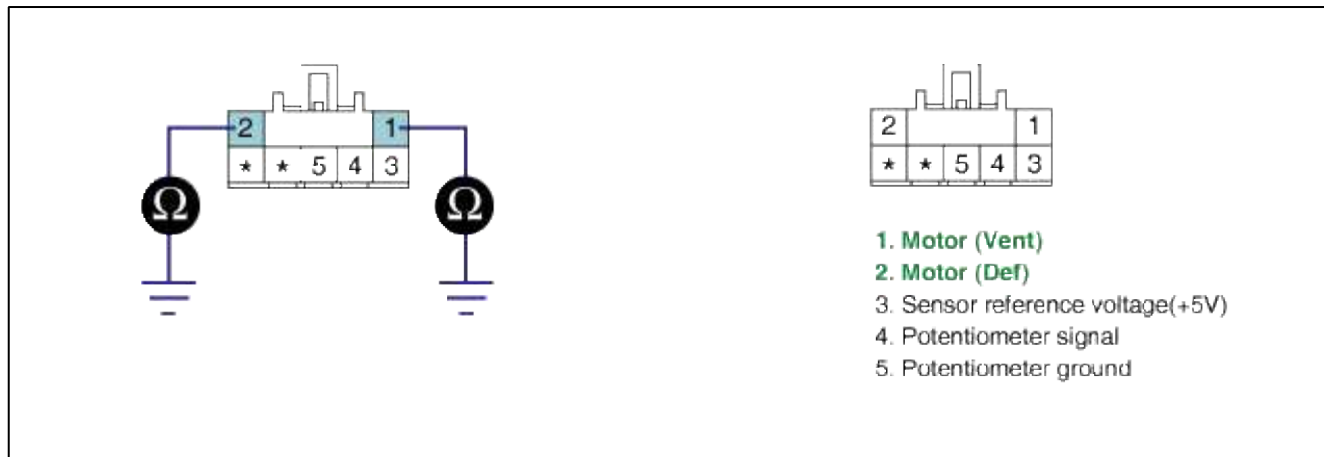 2 1
* * 5 4 3
Ω Ω
2 1
* * 5 4 3
1. Motor (Vent)
2. Motor (Def)
3. Sensor reference voltage(+5V)
4. Potentiometer signal
5. Potentiometer ground